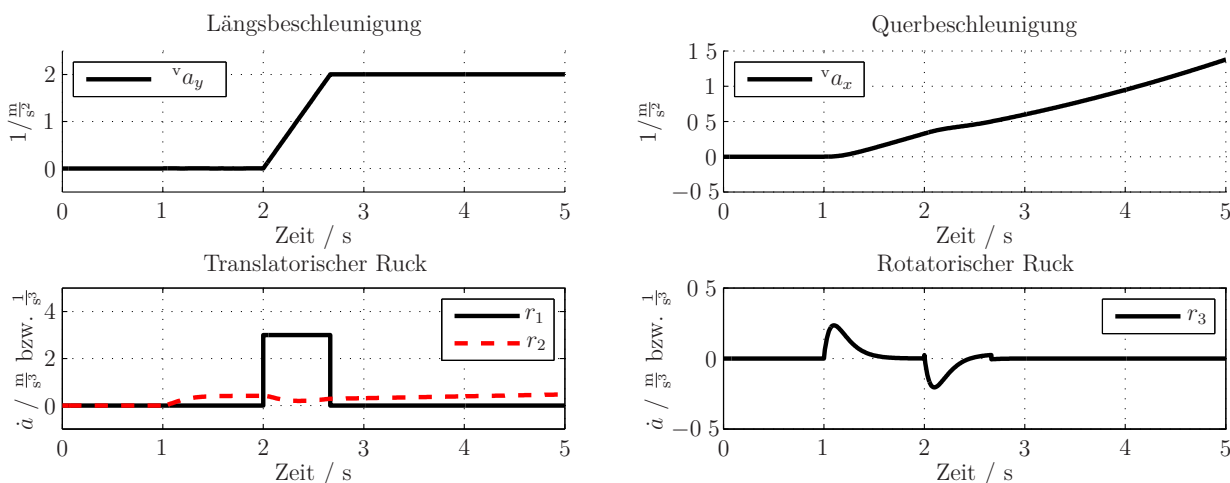 Längsbeschleunigung
1/ m/s²
2
1
0
ᵛa_y
0 1 2 3 4 5
Zeit / s
Querbeschleunigung
1/ m/s²
1 5
1
0 5
0
−0 5
ᵛa_x
0 1 2 3 4 5
Zeit / s
Translatorischer Ruck
ȧ / m/s³ bzw. 1/s³
4
2
0
r₁
r₂
0 1 2 3 4 5
Zeit / s
Rotatorischer Ruck
ȧ / m/s³ bzw. 1/s³
0.5
0
−0 5
r₃
0 1 2 3 4 5
Zeit / s